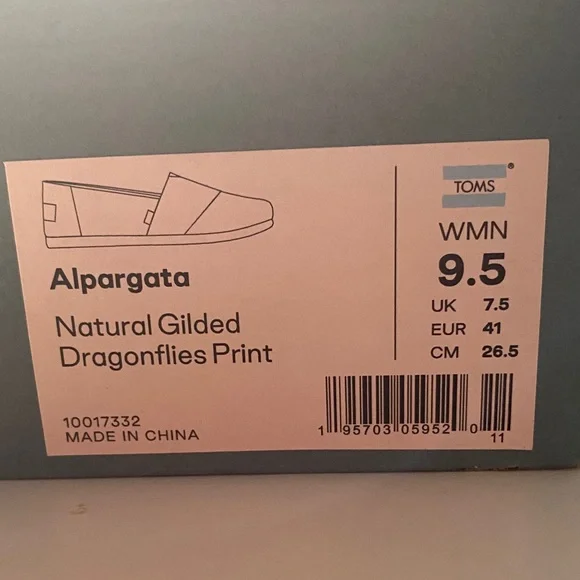 Alpargata
Natural Gilded
Dragonflies Print
10017332
MADE IN CHINA
TOMS®
WMN
9.5
UK 7.5
EUR 41
CM 26.5
1 95703 05952 0
11